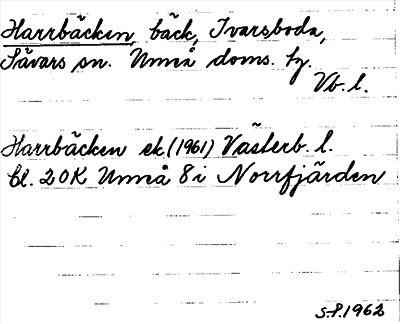 Harrbäcken, bäck, Ivarsboda,
Sävars sn. Umeå doms. hy.
Vb. l.
Harrbäcken ek. (1961) Västerb. l.
bl. 20K Umeå 8i Norrfjärden
S.P. 1962